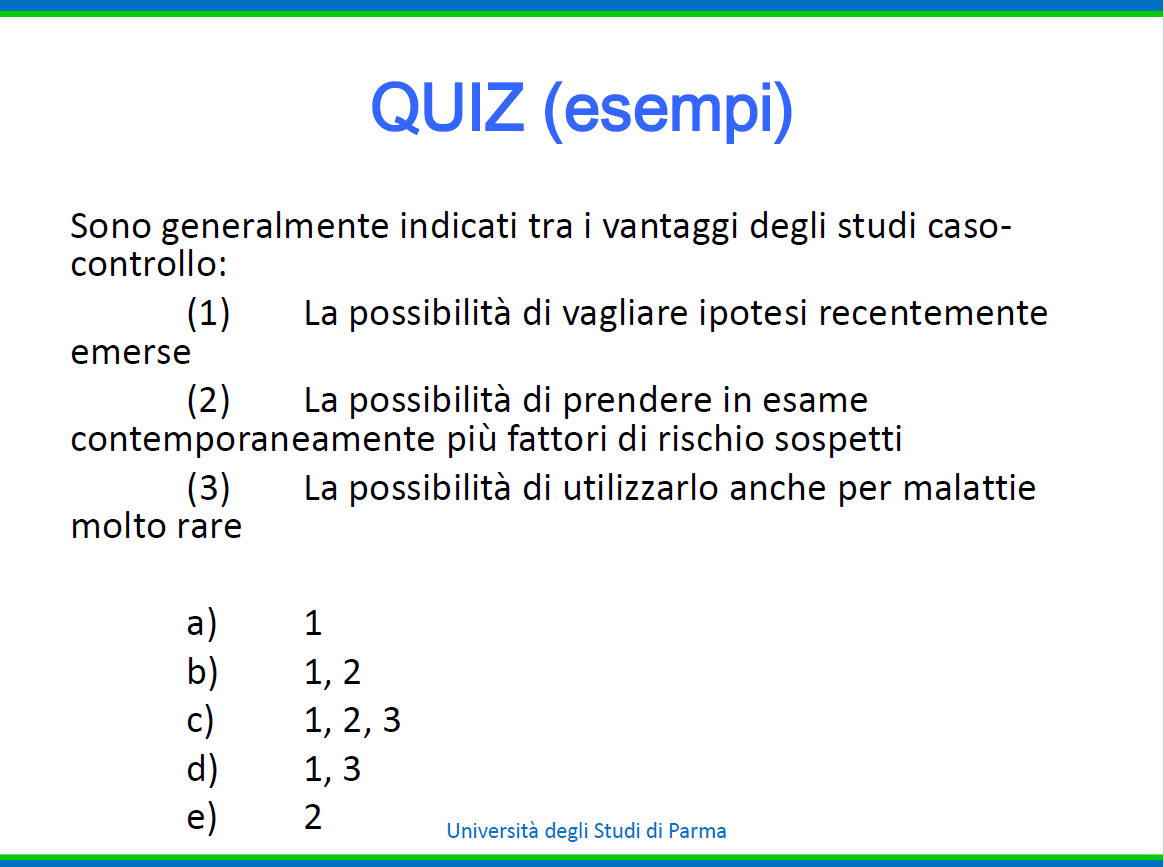 QUIZ (esempi)
Sono generalmente indicati tra i vantaggi degli studi caso-
controllo:
(1) La possibilità di vagliare ipotesi recentemente
emerse
(2) La possibilità di prendere in esame
contemporaneamente più fattori di rischio sospetti
(3) La possibilità di utilizzarlo anche per malattie
molto rare
a) 1
b) 1, 2
c) 1, 2, 3
d) 1, 3
e) 2
Università degli Studi di Parma